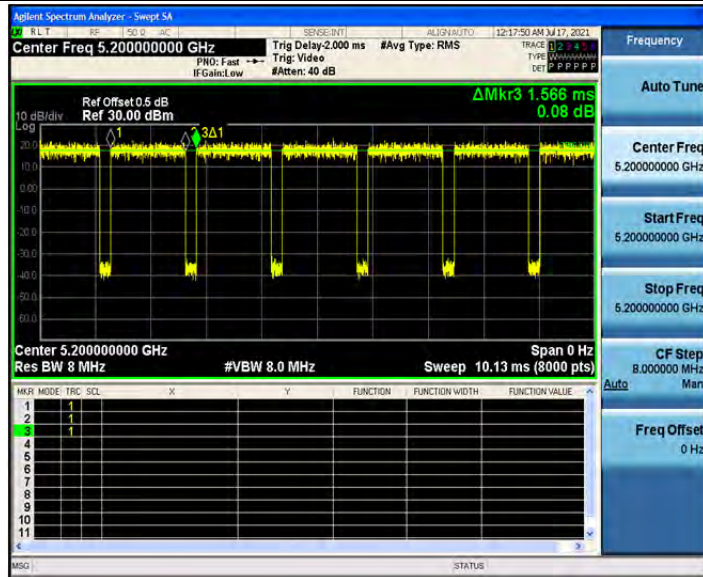 Agilent Spectrum Analyzer - Swept SA
RLT RF 50 Ω AC SENSE:INT ALIGNAUTO 12:17:50 AM Jul 17, 2021
Center Freq 5.200000000 GHz
PNO: Fast
IFGain:Low
Trig Delay-2.000 ms
Trig: Video
#Atten: 40 dB
#Avg Type: RMS
TRACE 1 2 3 4 5 6
TYPE
DET P P P P P P
ΔMkr3 1.566 ms
0.08 dB
Ref Offset 0.5 dB
Ref 30.00 dBm
10 dB/div
Log
1
3Δ1
20.0
10.0
0.00
-10.0
-20.0
-30.0
-40.0
-50.0
-60.0
Center 5.200000000 GHz
Span 0 Hz
Res BW 8 MHz
#VBW 8.0 MHz
Sweep 10.13 ms (8000 pts)
MKR MODE TRC SCL X Y FUNCTION FUNCTION WIDTH FUNCTION VALUE
1 1
2 1
3 1
4
5
6
7
8
9
10
11
MSG
STATUS
Frequency
Auto Tune
Center Freq
5.200000000 GHz
Start Freq
5.200000000 GHz
Stop Freq
5.200000000 GHz
CF Step
8.000000 MHz
Auto Man
Freq Offset
0 Hz